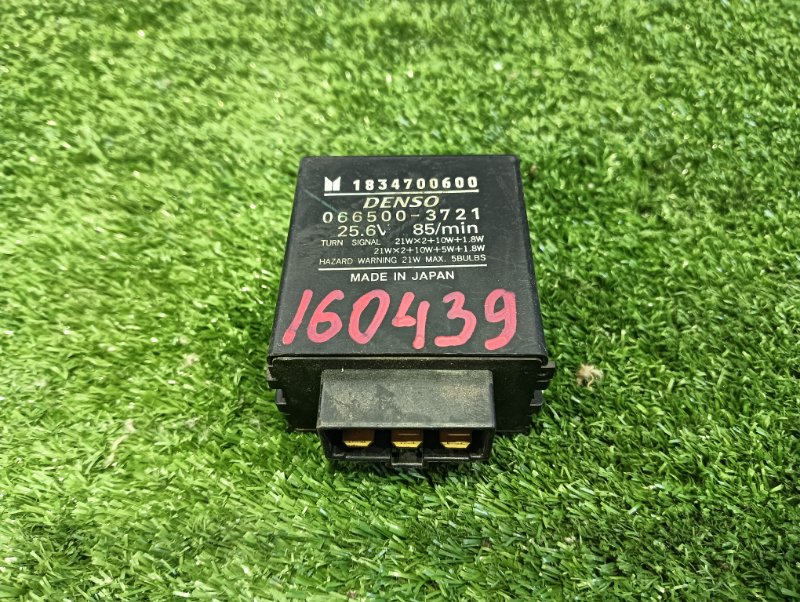 1834700600
DENSO
066500-3721
25.6V 85/min
TURN SIGNAL 21W×2+10W+1.8W
21W×2+10W+5W+1.8W
HAZARD WARNING 21W MAX. 5BULBS
MADE IN JAPAN
160439